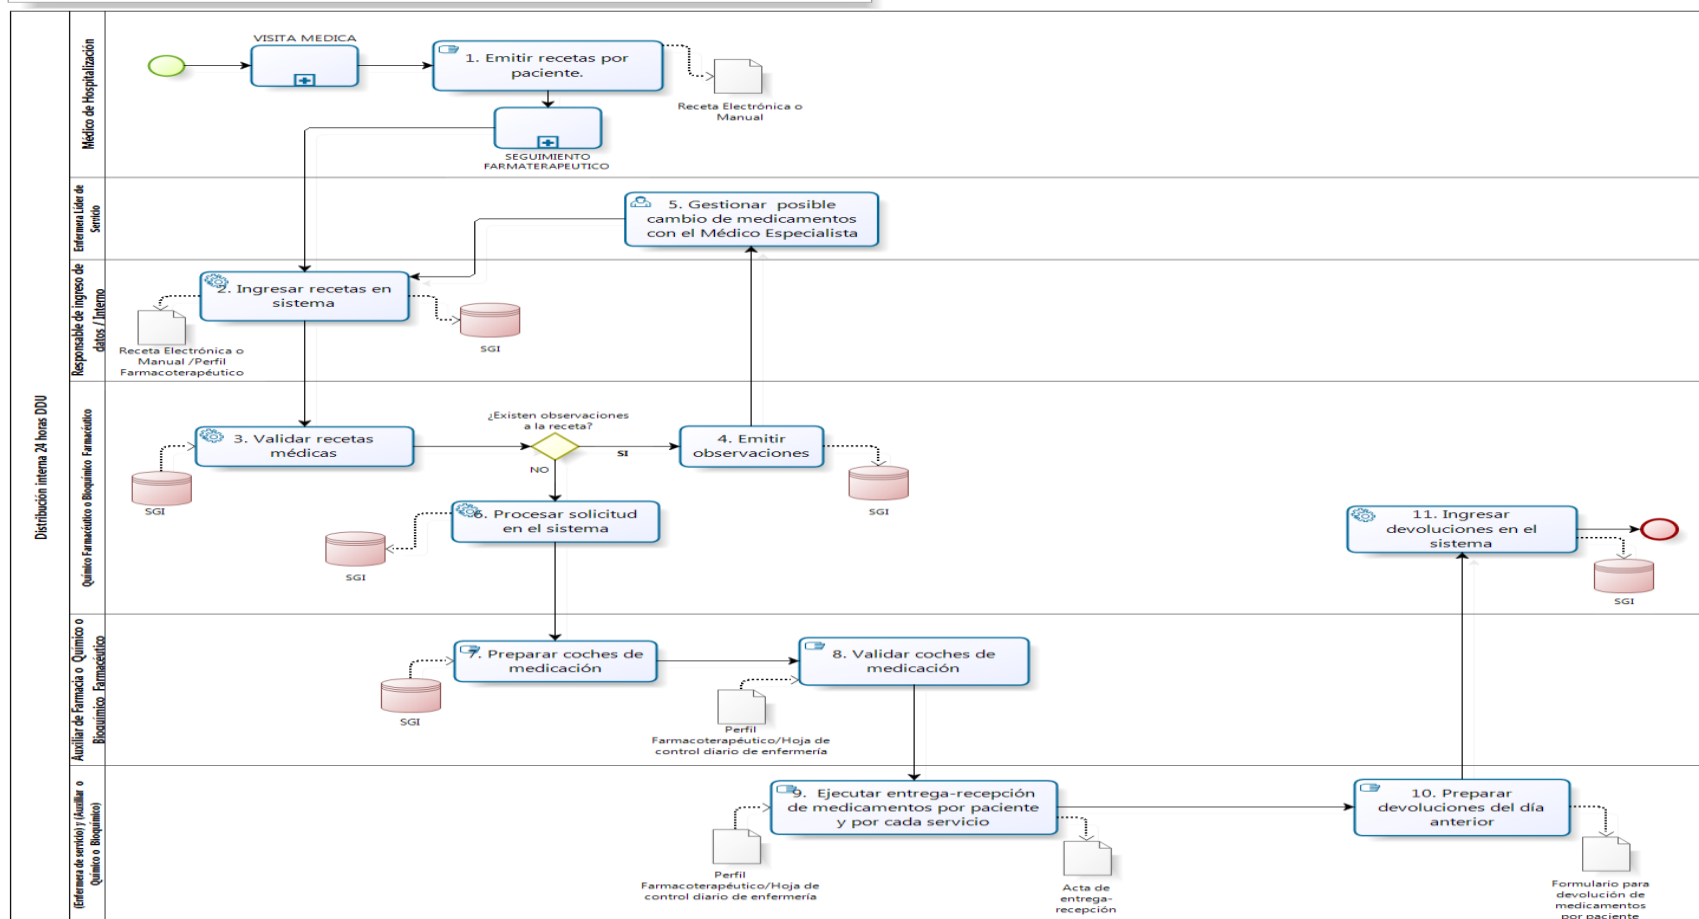 Distribución interna 24 horas DDU
Médico de Hospitalización
VISITA MEDICA
1. Emitir recetas por
paciente.
Receta Electrónica o
Manual
SEGUIMIENTO
FARMATERAPEUTICO
Enfermera Líder de
Servicio
5. Gestionar posible
cambio de medicamentos
con el Médico Especialista
Responsable de ingreso de
datos / Interno
2. Ingresar recetas en
sistema
Receta Electrónica o
Manual /Perfil
Farmacoterapéutico
SGI
Químico Farmacéutico o Bioquímico Farmacéutico
3. Validar recetas
médicas
SGI
¿Existen observaciones
a la receta?
SI
NO
4. Emitir
observaciones
SGI
6. Procesar solicitud
en el sistema
SGI
11. Ingresar
devoluciones en el
sistema
SGI
Auxiliar de Farmacia o Químico o
Bioquímico Farmacéutico
7. Preparar coches de
medicación
SGI
8. Validar coches de
medicación
Perfil
Farmacoterapéutico/Hoja de
control diario de enfermería
(Enfermera de servicio) y (Auxiliar o
Químico o Bioquímico)
9. Ejecutar entrega-recepción
de medicamentos por paciente
y por cada servicio
Perfil
Farmacoterapéutico/Hoja de
control diario de enfermería
Acta de
entrega-
recepción
10. Preparar
devoluciones del día
anterior
Formulario para
devolución de
medicamentos
por paciente